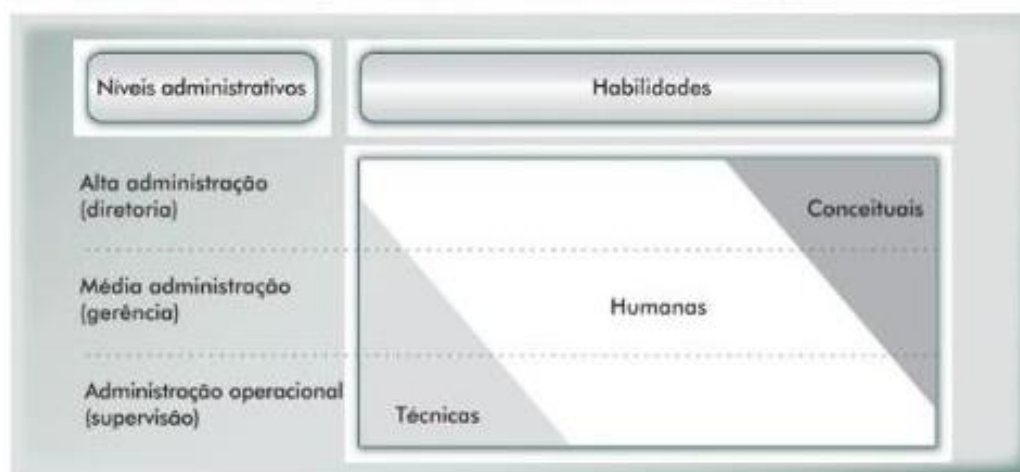 Níveis administrativos
Habilidades
Alta administração
(diretoria)
Conceituais
Média administração
(gerência)
Humanas
Administração operacional
(supervisão)
Técnicas